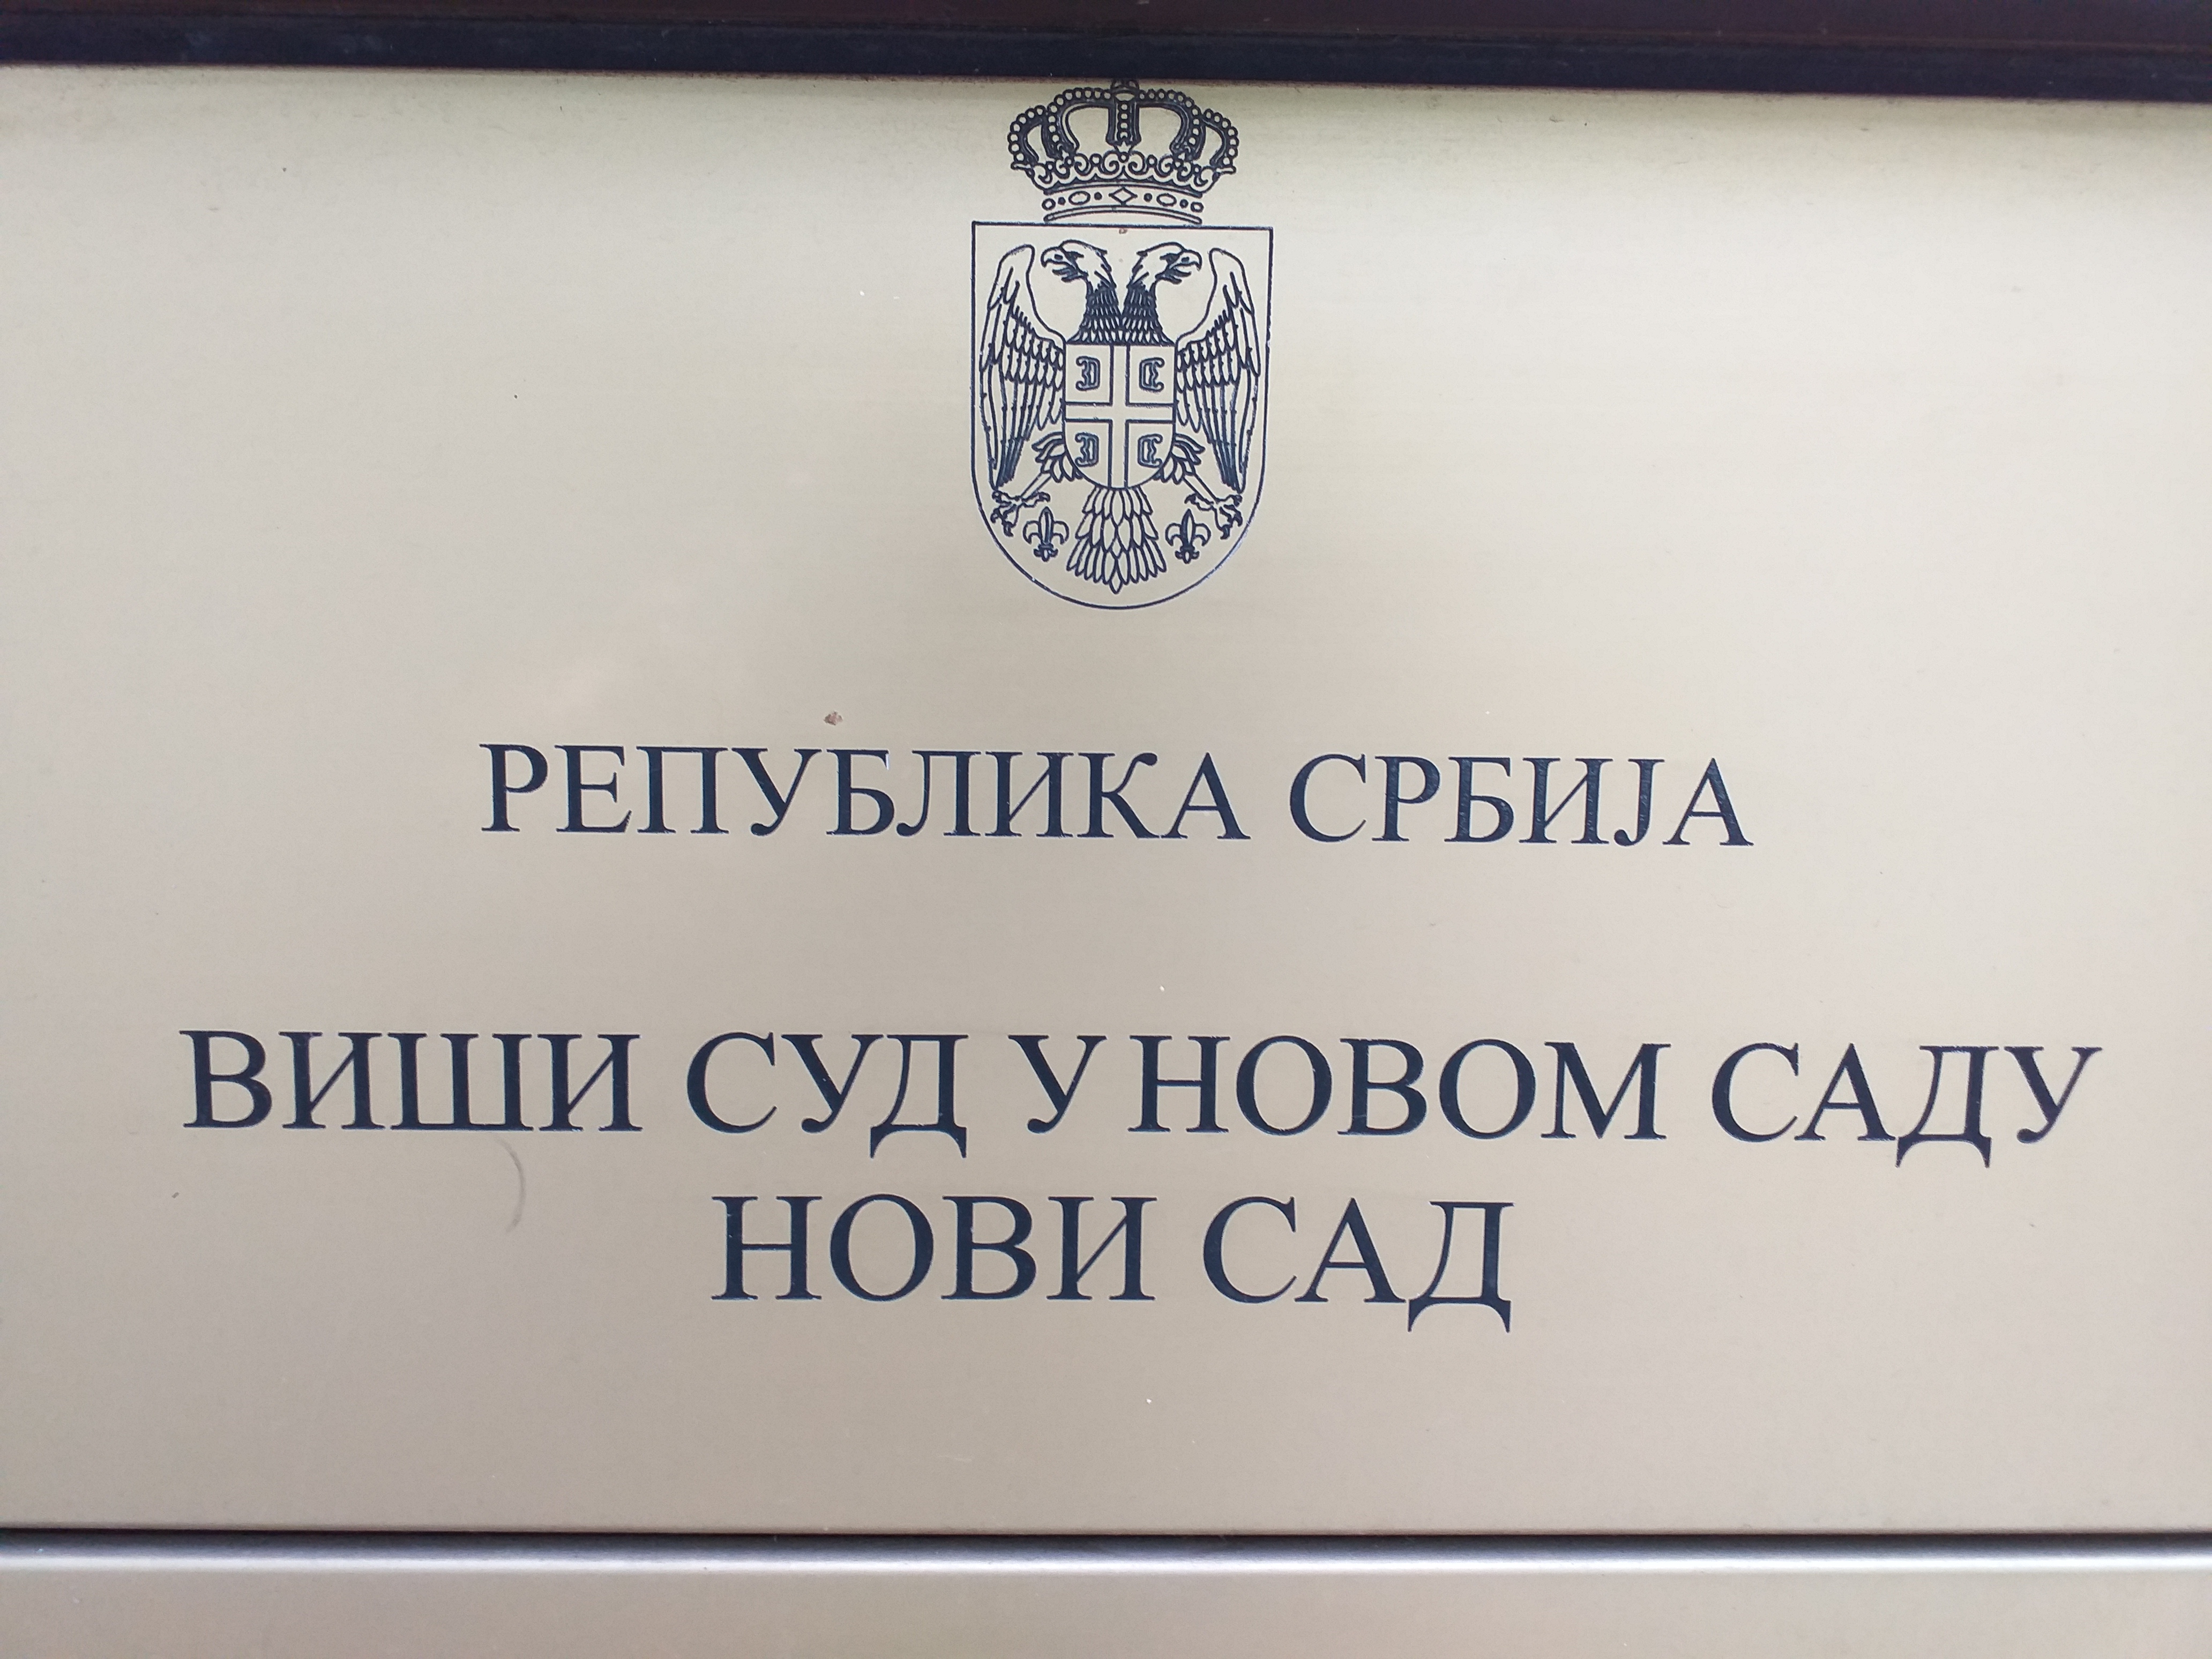 РЕПУБЛИКА СРБИЈА
ВИШИ СУД У НОВОМ САДУ
НОВИ САД